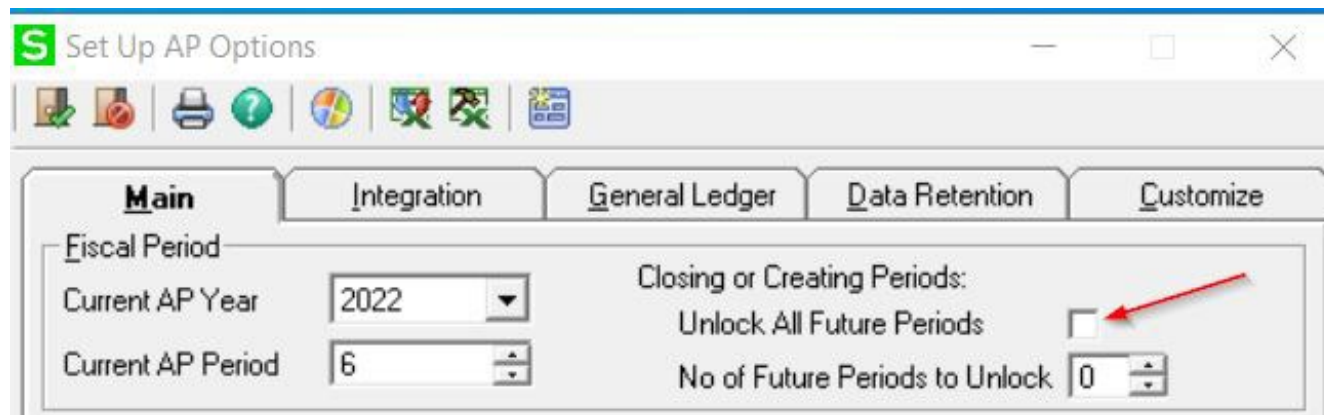 S Set Up AP Options
Main Integration General Ledger Data Retention Customize
Fiscal Period
Closing or Creating Periods:
Current AP Year 2022
Unlock All Future Periods
Current AP Period 6
No of Future Periods to Unlock 0